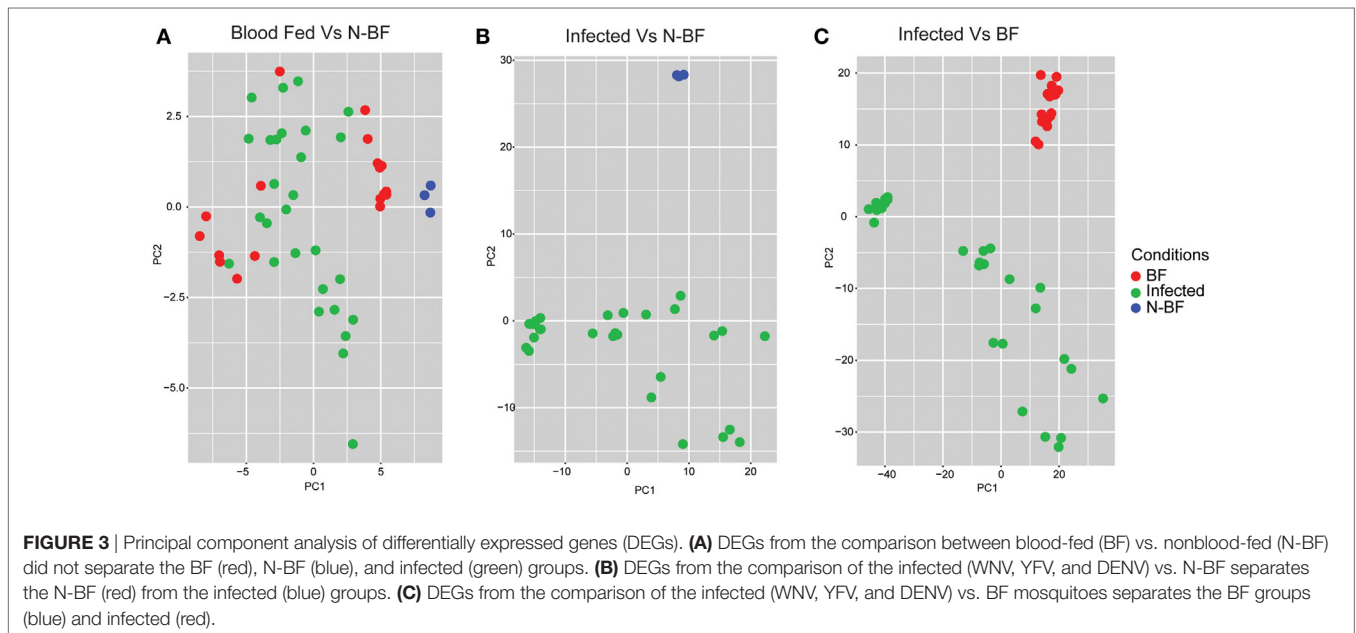 A
Blood Fed Vs N-BF
2.5
0.0
−2.5
−5.0
PC2
−5
0
5
PC1
B
Infected Vs N-BF
30
20
10
0
−10
PC2
−10
0
10
20
PC1
C
Infected Vs BF
20
10
0
−10
−20
−30
PC2
−40
−20
0
20
PC1
Conditions
BF
Infected
N-BF
FIGURE 3 | Principal component analysis of differentially expressed genes (DEGs). (A) DEGs from the comparison between blood-fed (BF) vs. nonblood-fed (N-BF)
did not separate the BF (red), N-BF (blue), and infected (green) groups. (B) DEGs from the comparison of the infected (WNV, YFV, and DENV) vs. N-BF separates
the N-BF (red) from the infected (blue) groups. (C) DEGs from the comparison of the infected (WNV, YFV, and DENV) vs. BF mosquitoes separates the BF groups
(blue) and infected (red).